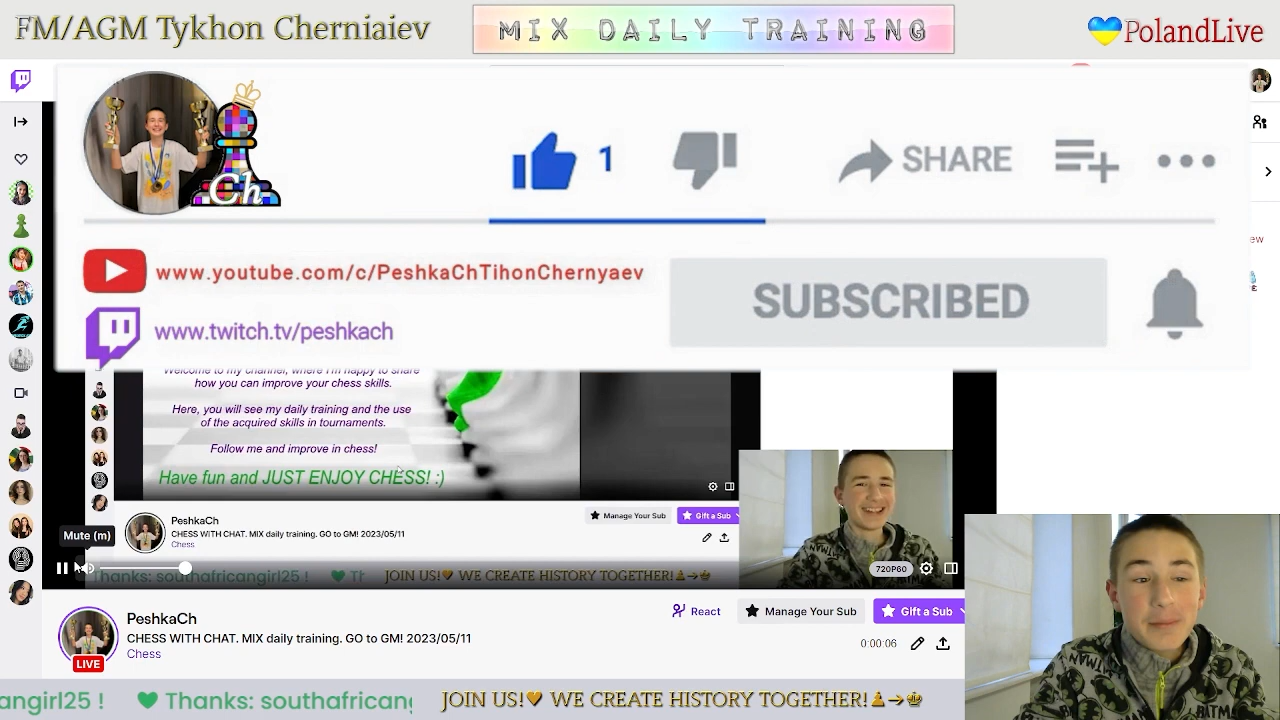 FM/AGM Tykhon Cherniaiev
MIX DAILY TRAINING
PolandLive
Ch
1
SHARE
www.youtube.com/c/PeshkaChTihonChernyaev
www.twitch.tv/peshkach
SUBSCRIBED
ew
Welcome to my channel, where I'm happy to share
how you can improve your chess skills.
Here, you will see my daily training and the use
of the acquired skills in tournaments.
Follow me and improve in chess!
Have fun and JUST ENJOY CHESS! :)
PeshkaCh
CHESS WITH CHAT. MIX daily training. GO to GM! 2023/05/11
Chess
Manage Your Sub
Gift a Sub
Mute (m)
Thanks: southafricangirl25 !
Th
JOIN US! WE CREATE HISTORY TOGETHER!
720P60
PeshkaCh
CHESS WITH CHAT. MIX daily training. GO to GM! 2023/05/11
Chess
LIVE
React
Manage Your Sub
Gift a Sub
0:00:06
angirl25 !
Thanks: southafricang
JOIN US! WE CREATE HISTORY TOGETHER!